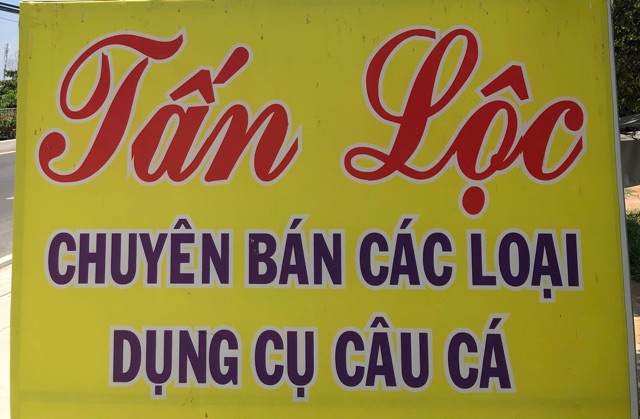 Tấn Lộc
CHUYÊN BÁN CÁC LOẠI
DỤNG CỤ CÂU CÁ